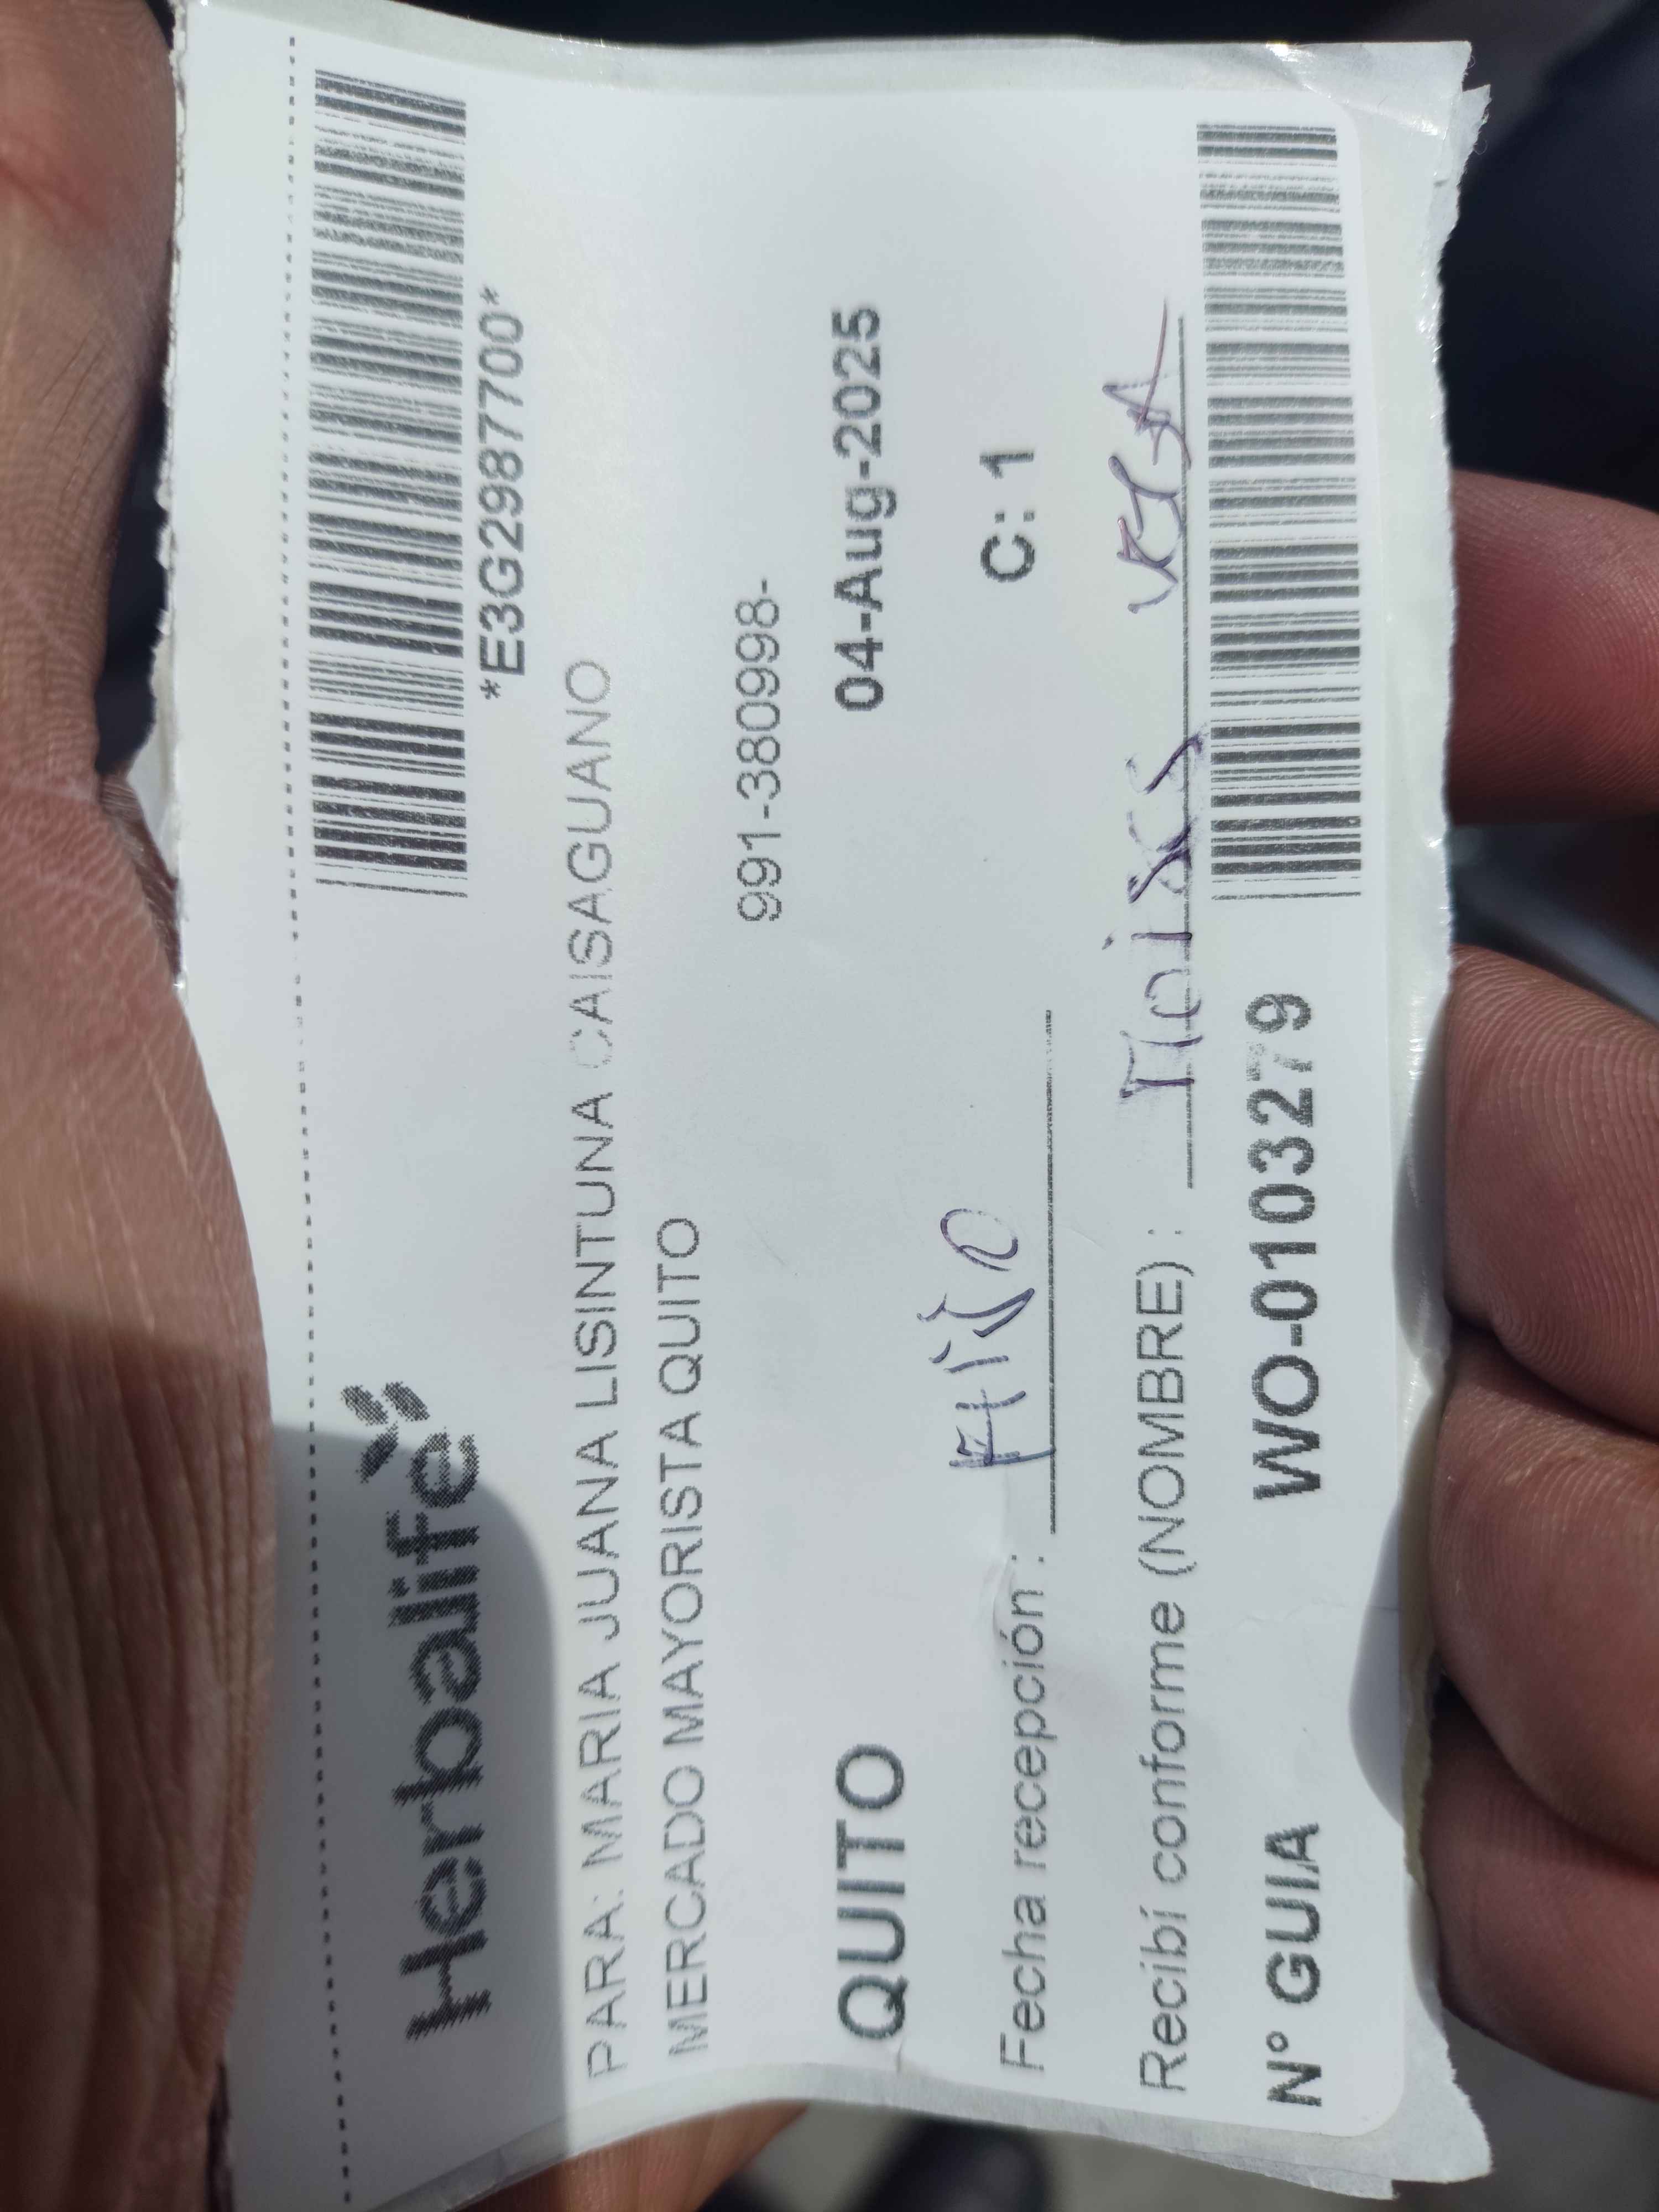 Herbalife
*E3G2987700*
PARA: MARIA JUANA LISINTUNA CAISAGUANO
MERCADO MAYORISTA QUITO
991-380998-
QUITO 04-Aug-2025
Fecha recepción : Hijo C: 1
Recibí conforme (NOMBRE) :
N° GUIA WO-0103279